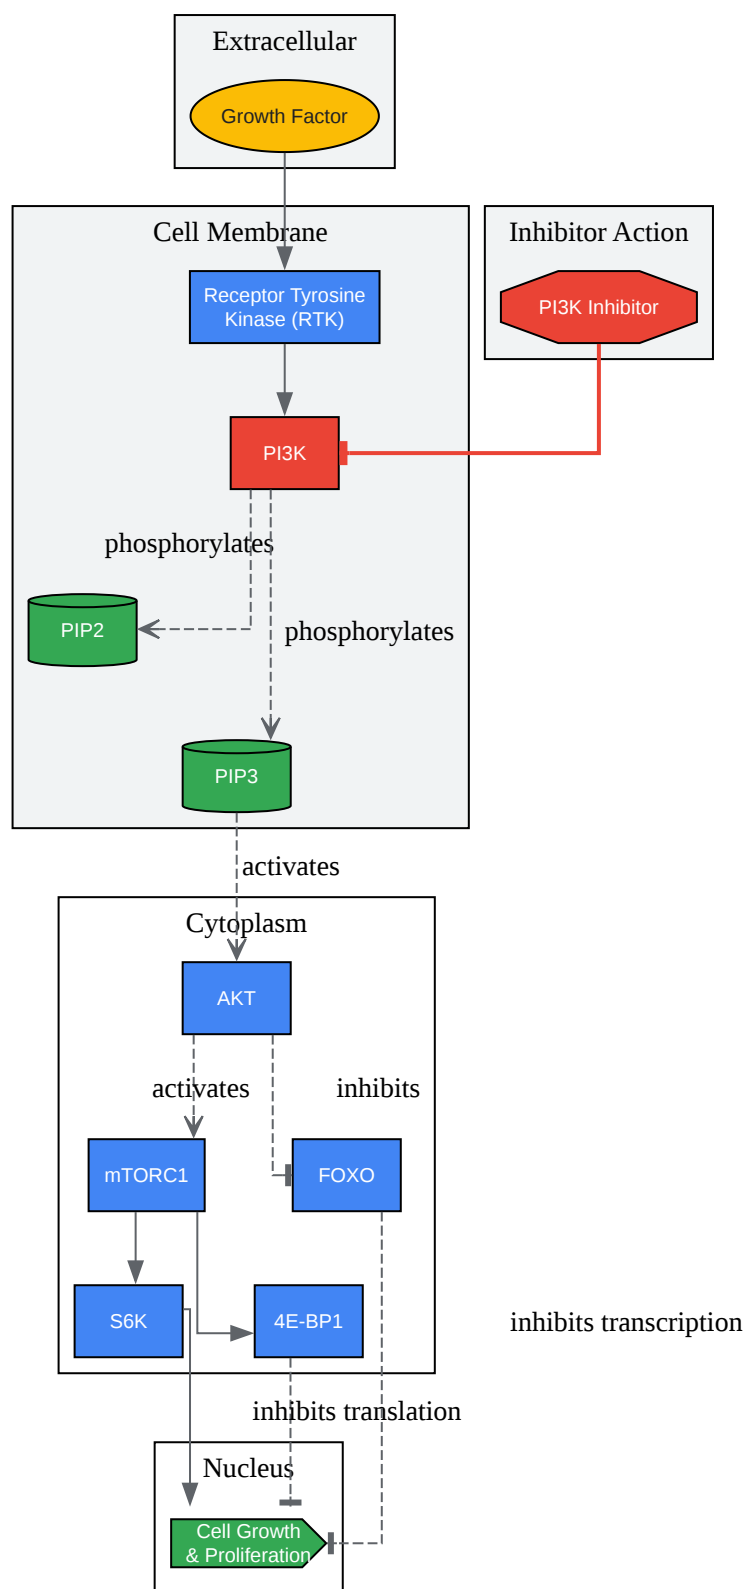 Extracellular
Growth Factor
Cell Membrane
Inhibitor Action
Receptor Tyrosine
Kinase (RTK)
PI3K Inhibitor
PI3K
phosphorylates
PIP2
phosphorylates
PIP3
activates
Cytoplasm
AKT
activates
inhibits
mTORC1
FOXO
S6K
4E-BP1
inhibits transcription
inhibits translation
Nucleus
Cell Growth
& Proliferation